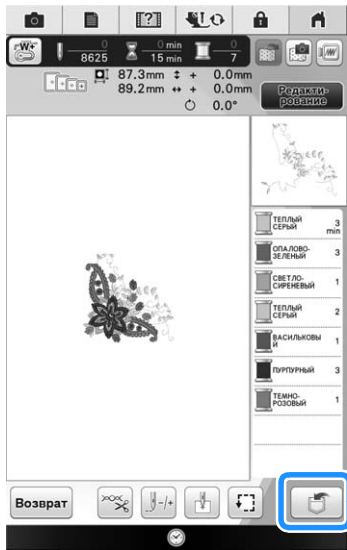 [?]
W+
0
8625
0 min
15 min
0
7
87.3mm + 0.0mm
89.2mm + 0.0mm
0.0°
Редакти-
рование
ТЕПЛЫЙ
СЕРЫЙ
3
min
ОПАЛОВО-
ЗЕЛЕНЫЙ
3
СВЕТЛО-
СИРЕНЕВЫЙ
1
ТЕПЛЫЙ
СЕРЫЙ
2
ВАСИЛЬКОВЫ
Й
1
ПУРПУРНЫЙ 3
ТЕМНО-
РОЗОВЫЙ
1
Возврат
-/+